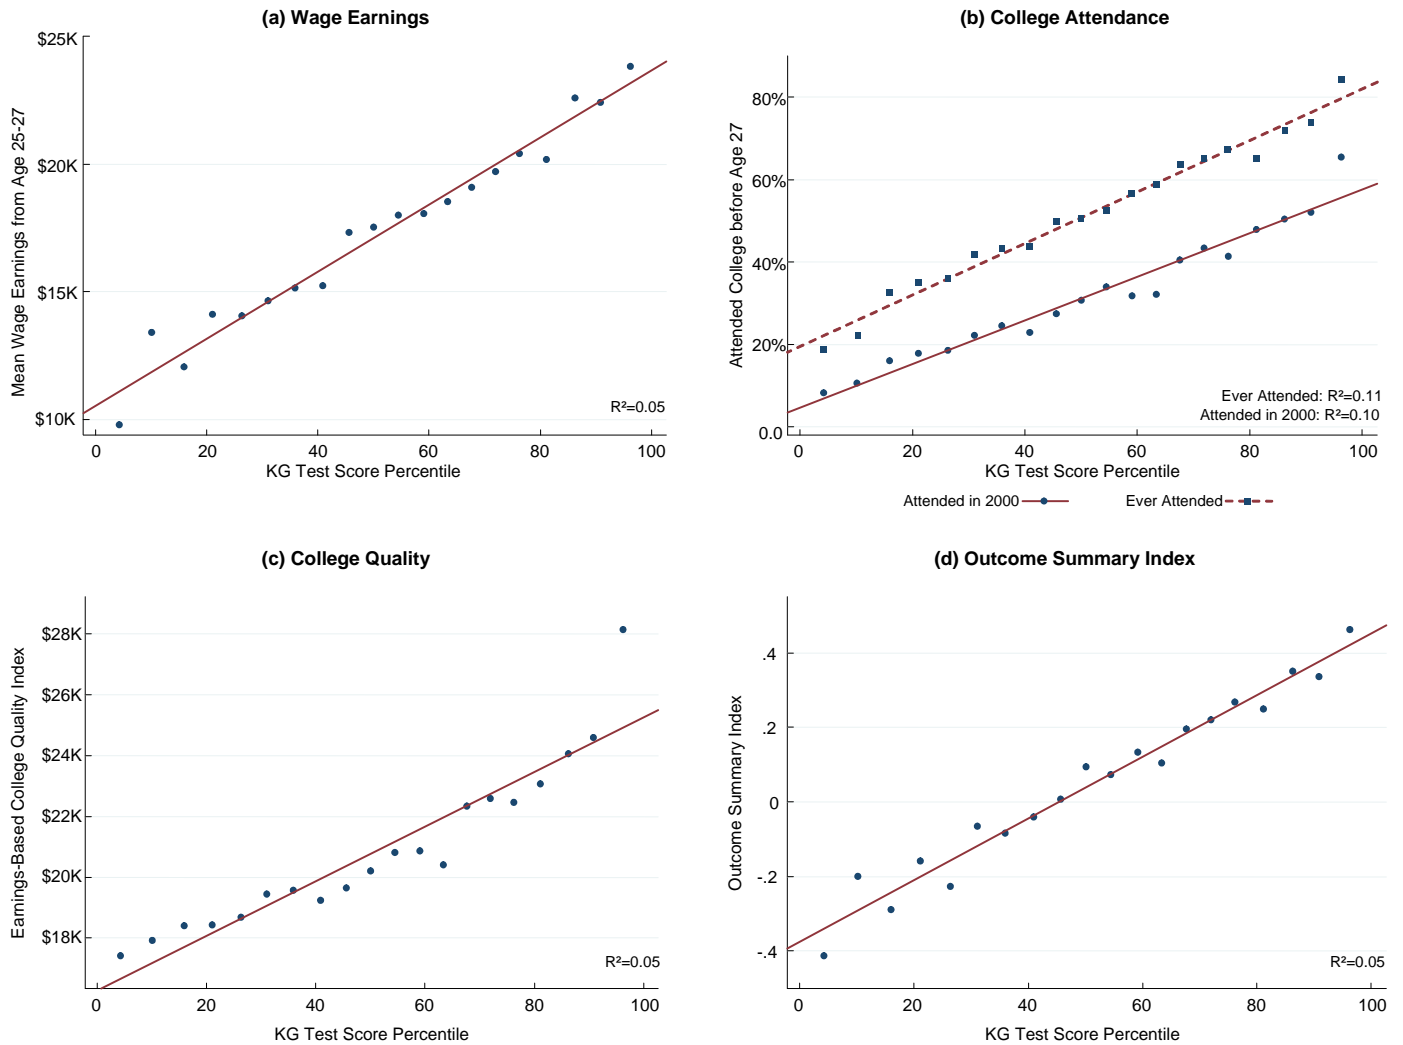 (a) Wage Earnings
Mean Wage Earnings from Age 25-27
$25K
$20K
$15K
$10K
R²=0.05
0 20 40 60 80 100
KG Test Score Percentile
(b) College Attendance
Attended College before Age 27
80%
60%
40%
20%
0.0
Ever Attended: R²=0.11
Attended in 2000: R²=0.10
0 20 40 60 80 100
KG Test Score Percentile
Attended in 2000 Ever Attended
(c) College Quality
Earnings-Based College Quality Index
$28K
$26K
$24K
$22K
$20K
$18K
R²=0.05
0 20 40 60 80 100
KG Test Score Percentile
(d) Outcome Summary Index
Outcome Summary Index
.4
.2
0
-.2
-.4
R²=0.05
0 20 40 60 80 100
KG Test Score Percentile